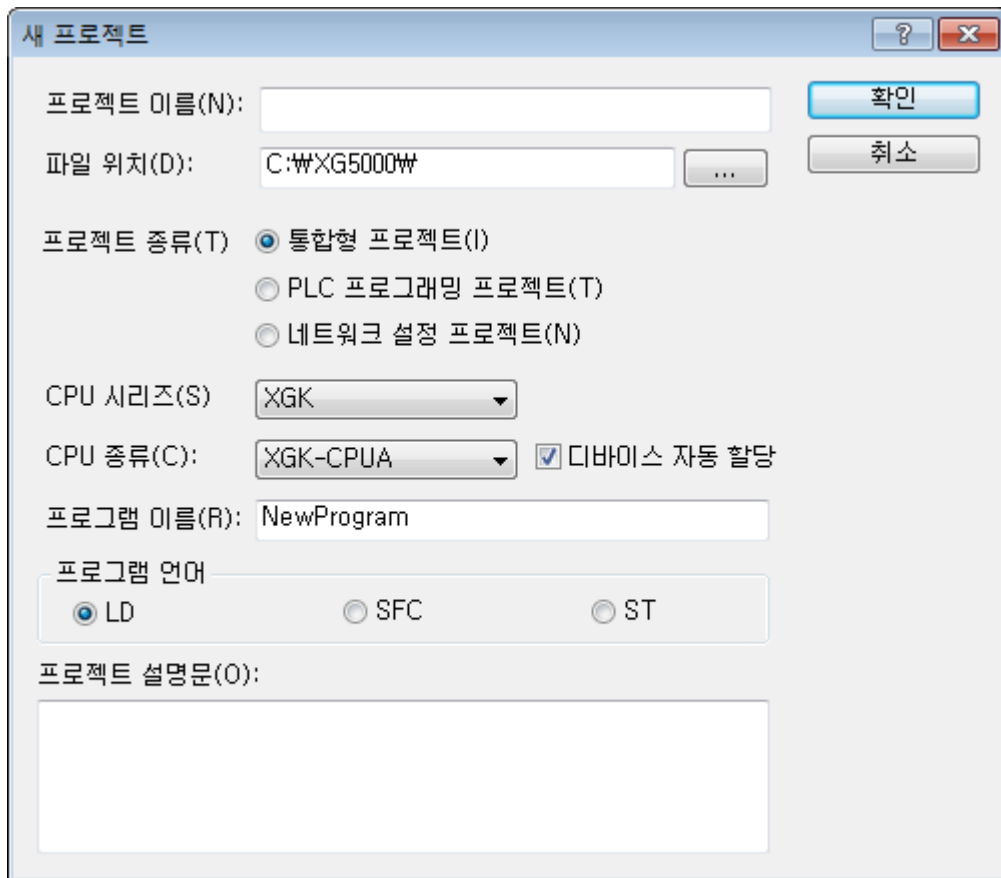 새 프로젝트
프로젝트 이름(N):
확인
파일 위치(D): C:₩XG5000₩ ...
취소
프로젝트 종류(T) 통합형 프로젝트(I)
PLC 프로그래밍 프로젝트(T)
네트워크 설정 프로젝트(N)
CPU 시리즈(S) XGK
CPU 종류(C): XGK-CPUA 디바이스 자동 할당
프로그램 이름(R): NewProgram
프로그램 언어
LD SFC ST
프로젝트 설명문(O):